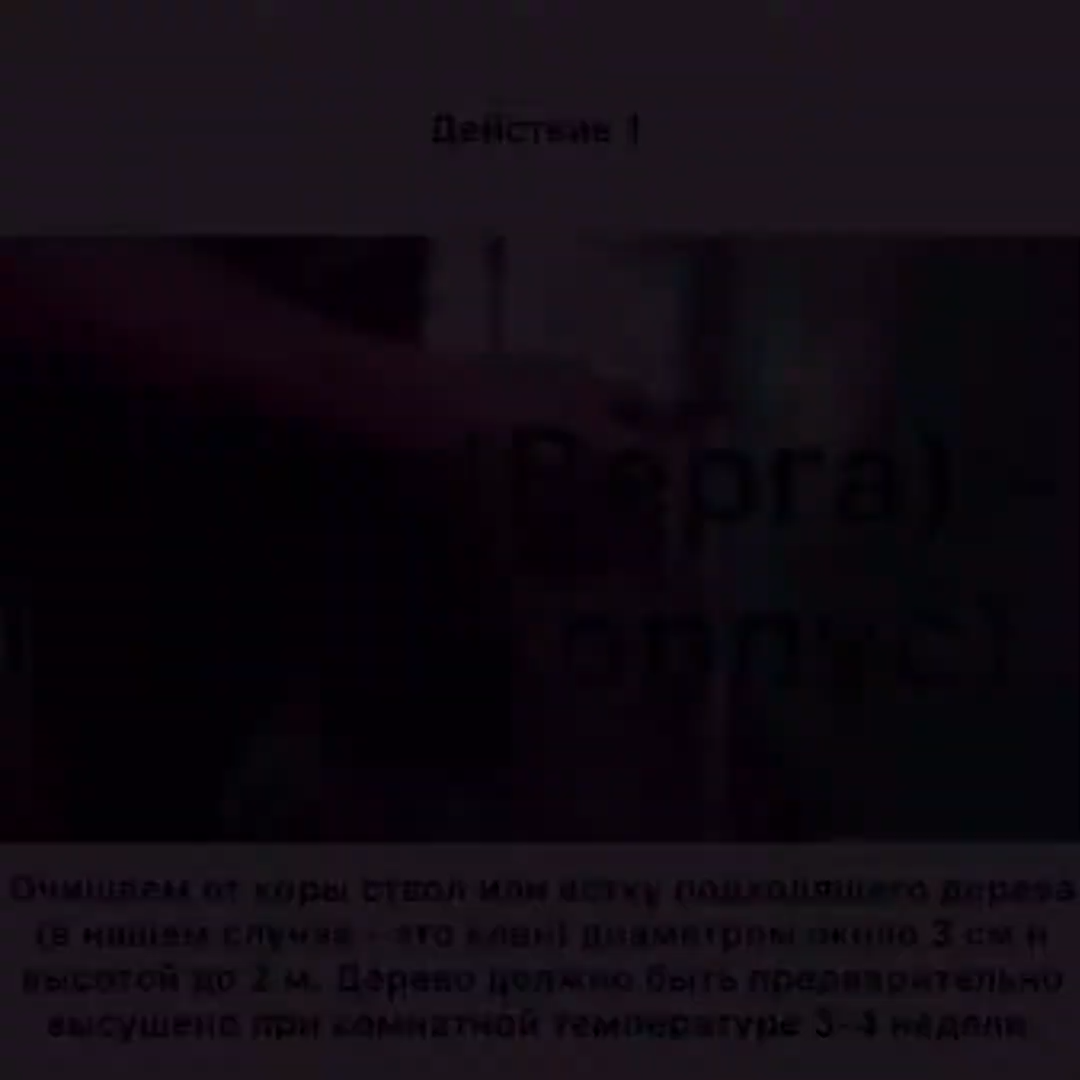 Действие 1
(Вёрга)
Очищаем от коры ствол или ветку подходящего дерева
(в нашем случае - это клен) диаметром около 3 см и
высотой до 2 м. Дерево должно быть предварительно
высушено при комнатной температуре 3-4 недели